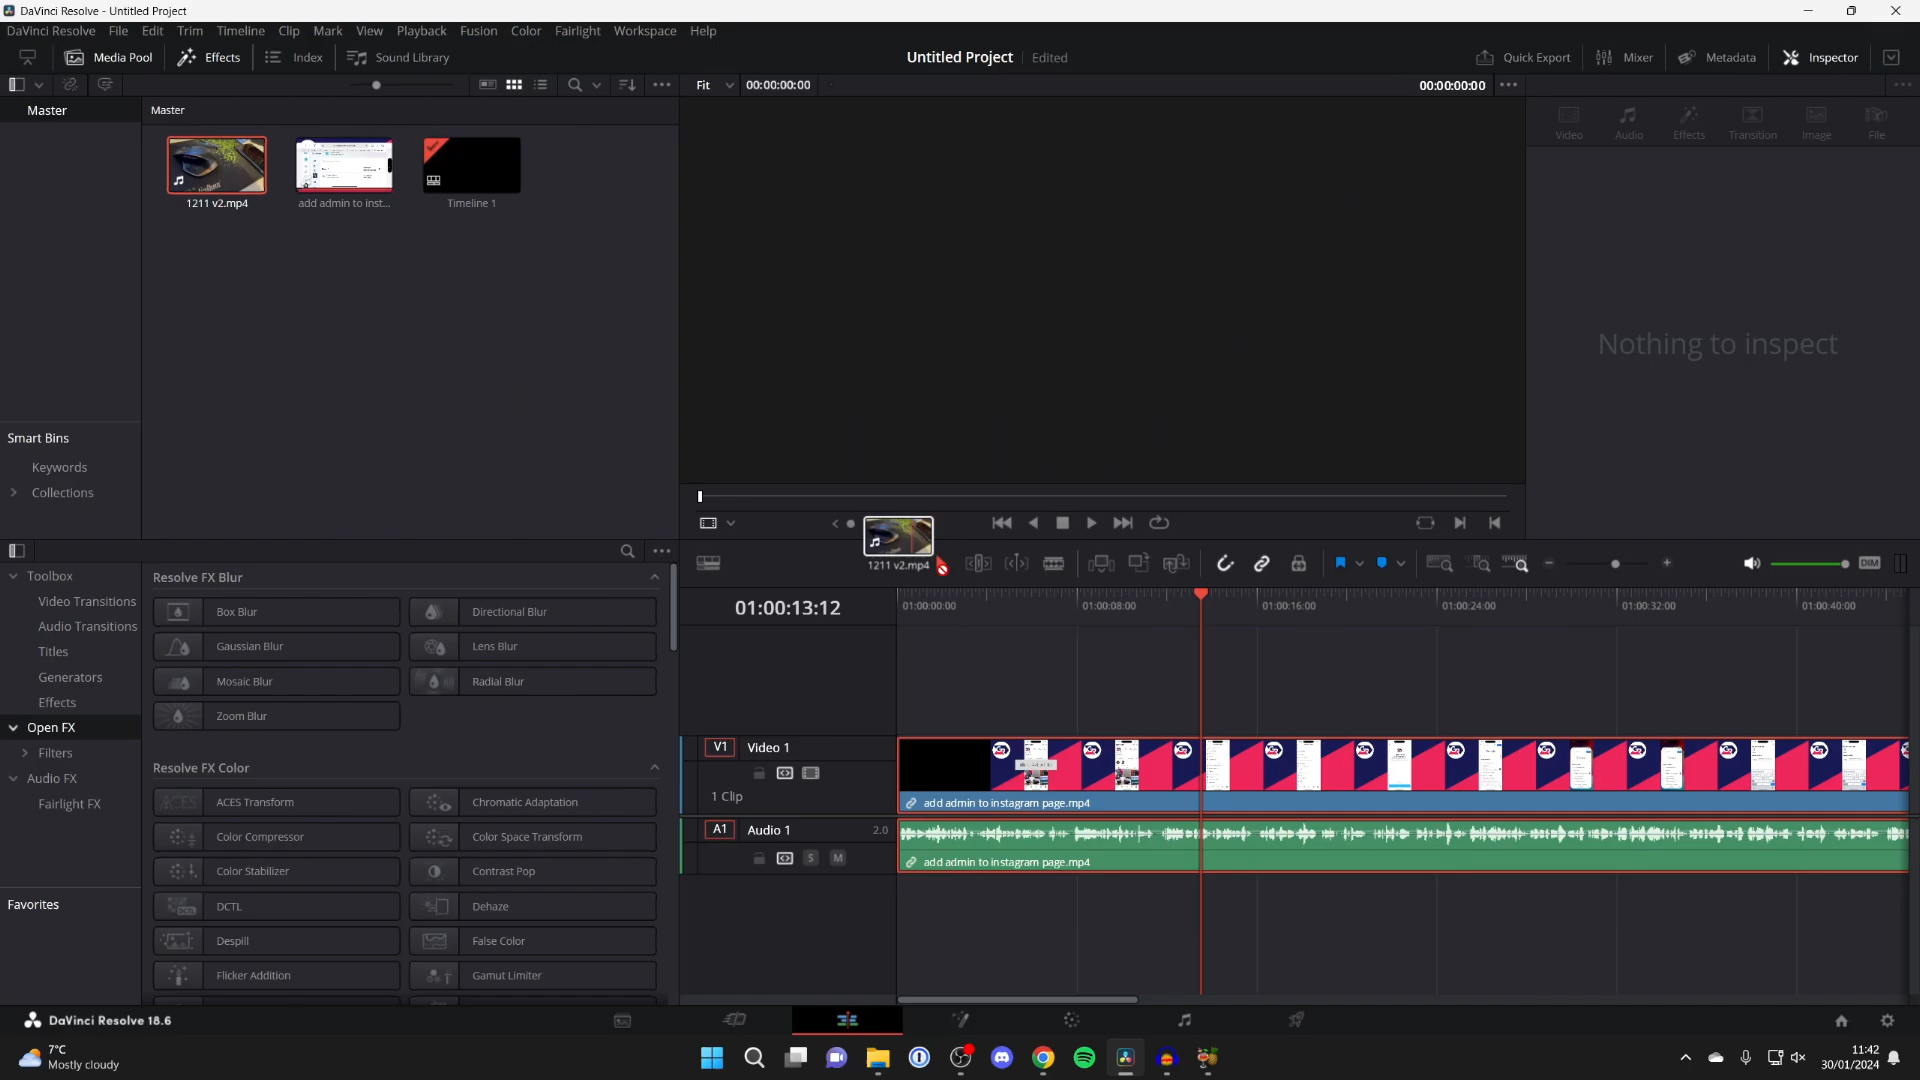 DaVinci Resolve - Untitled Project
DaVinci Resolve File Edit Trim Timeline Clip Mark View Playback Fusion Color Fairlight Workspace Help
Media Pool Effects Index Sound Library Untitled Project Edited Quick Export Mixer Metadata Inspector
Fit 00:00:00:00 00:00:00:00
Master Master
Video Audio Effects Transition Image File
1211 v2.mp4 add admin to inst... Timeline 1
Nothing to inspect
Smart Bins
Keywords
Collections
1211 v2.mp4
DIM
Toolbox Resolve FX Blur
Video Transitions Box Blur Directional Blur 01:00:13:12 01:00:00:00 01:00:08:00 01:00:16:00 01:00:24:00 01:00:32:00 01:00:40:00
Audio Transitions
Titles Gaussian Blur Lens Blur
Generators Mosaic Blur Radial Blur
Effects Zoom Blur
Open FX
Filters V1 Video 1
Resolve FX Color
Audio FX
Fairlight FX ACES Transform Chromatic Adaptation 1 Clip add admin to instagram page.mp4
Color Compressor Color Space Transform A1 Audio 1 2.0
Color Stabilizer Contrast Pop S M add admin to instagram page.mp4
Favorites DCTL Dehaze
Despill False Color
Flicker Addition Gamut Limiter
DaVinci Resolve 18.6
7°C
Mostly cloudy
11:42
30/01/2024